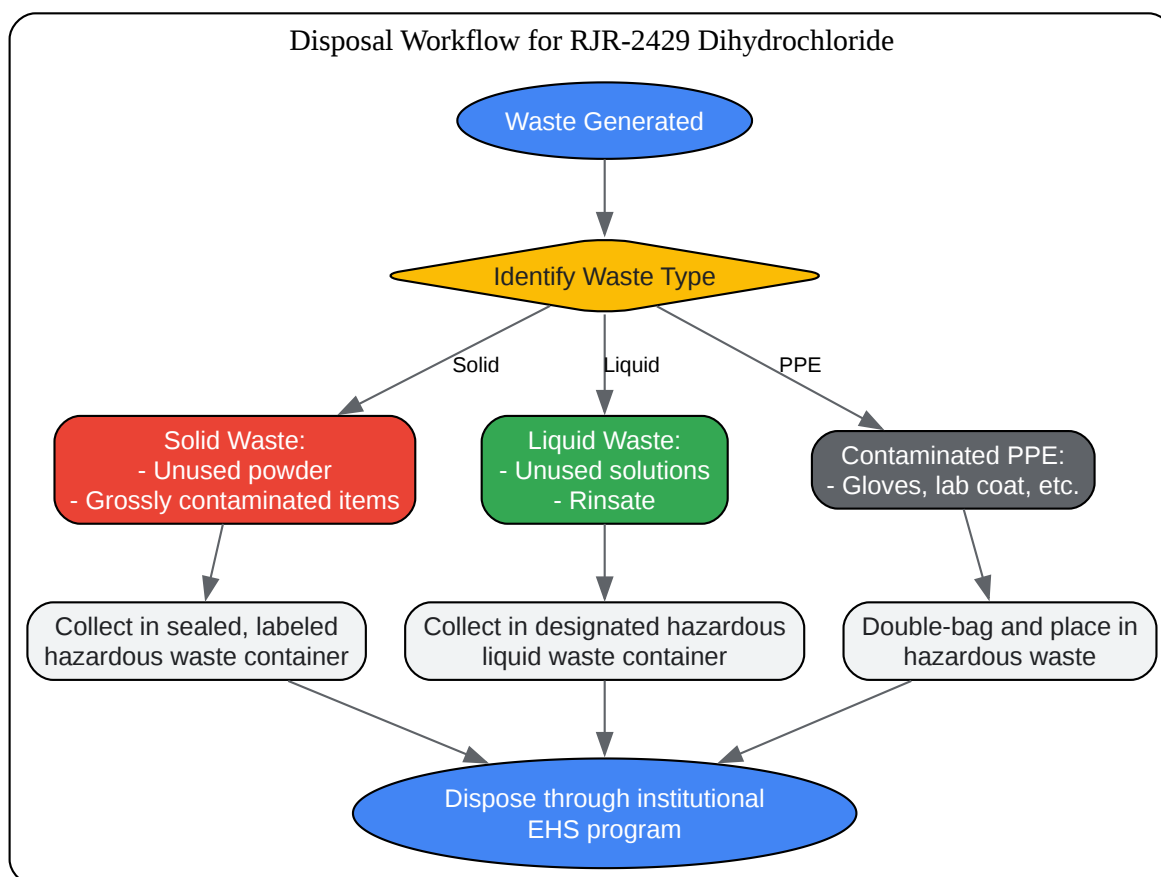 Disposal Workflow for RJR-2429 Dihydrochloride
Waste Generated
Identify Waste Type
Solid
Liquid
PPE
Solid Waste:
- Unused powder
- Grossly contaminated items
Liquid Waste:
- Unused solutions
- Rinsate
Contaminated PPE:
- Gloves, lab coat, etc.
Collect in sealed, labeled
hazardous waste container
Collect in designated hazardous
liquid waste container
Double-bag and place in
hazardous waste
Dispose through institutional
EHS program